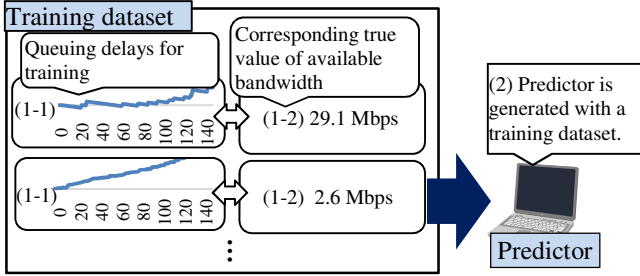 Training dataset
Queuing delays for
training
Corresponding true
value of available
bandwidth
(1-1)
0 20 40 60 80 100 120 140
(1-2) 29.1 Mbps
(1-1)
0 20 40 60 80 100 120 140
(1-2) 2.6 Mbps
⋮
(2) Predictor is
generated with a
training dataset.
Predictor